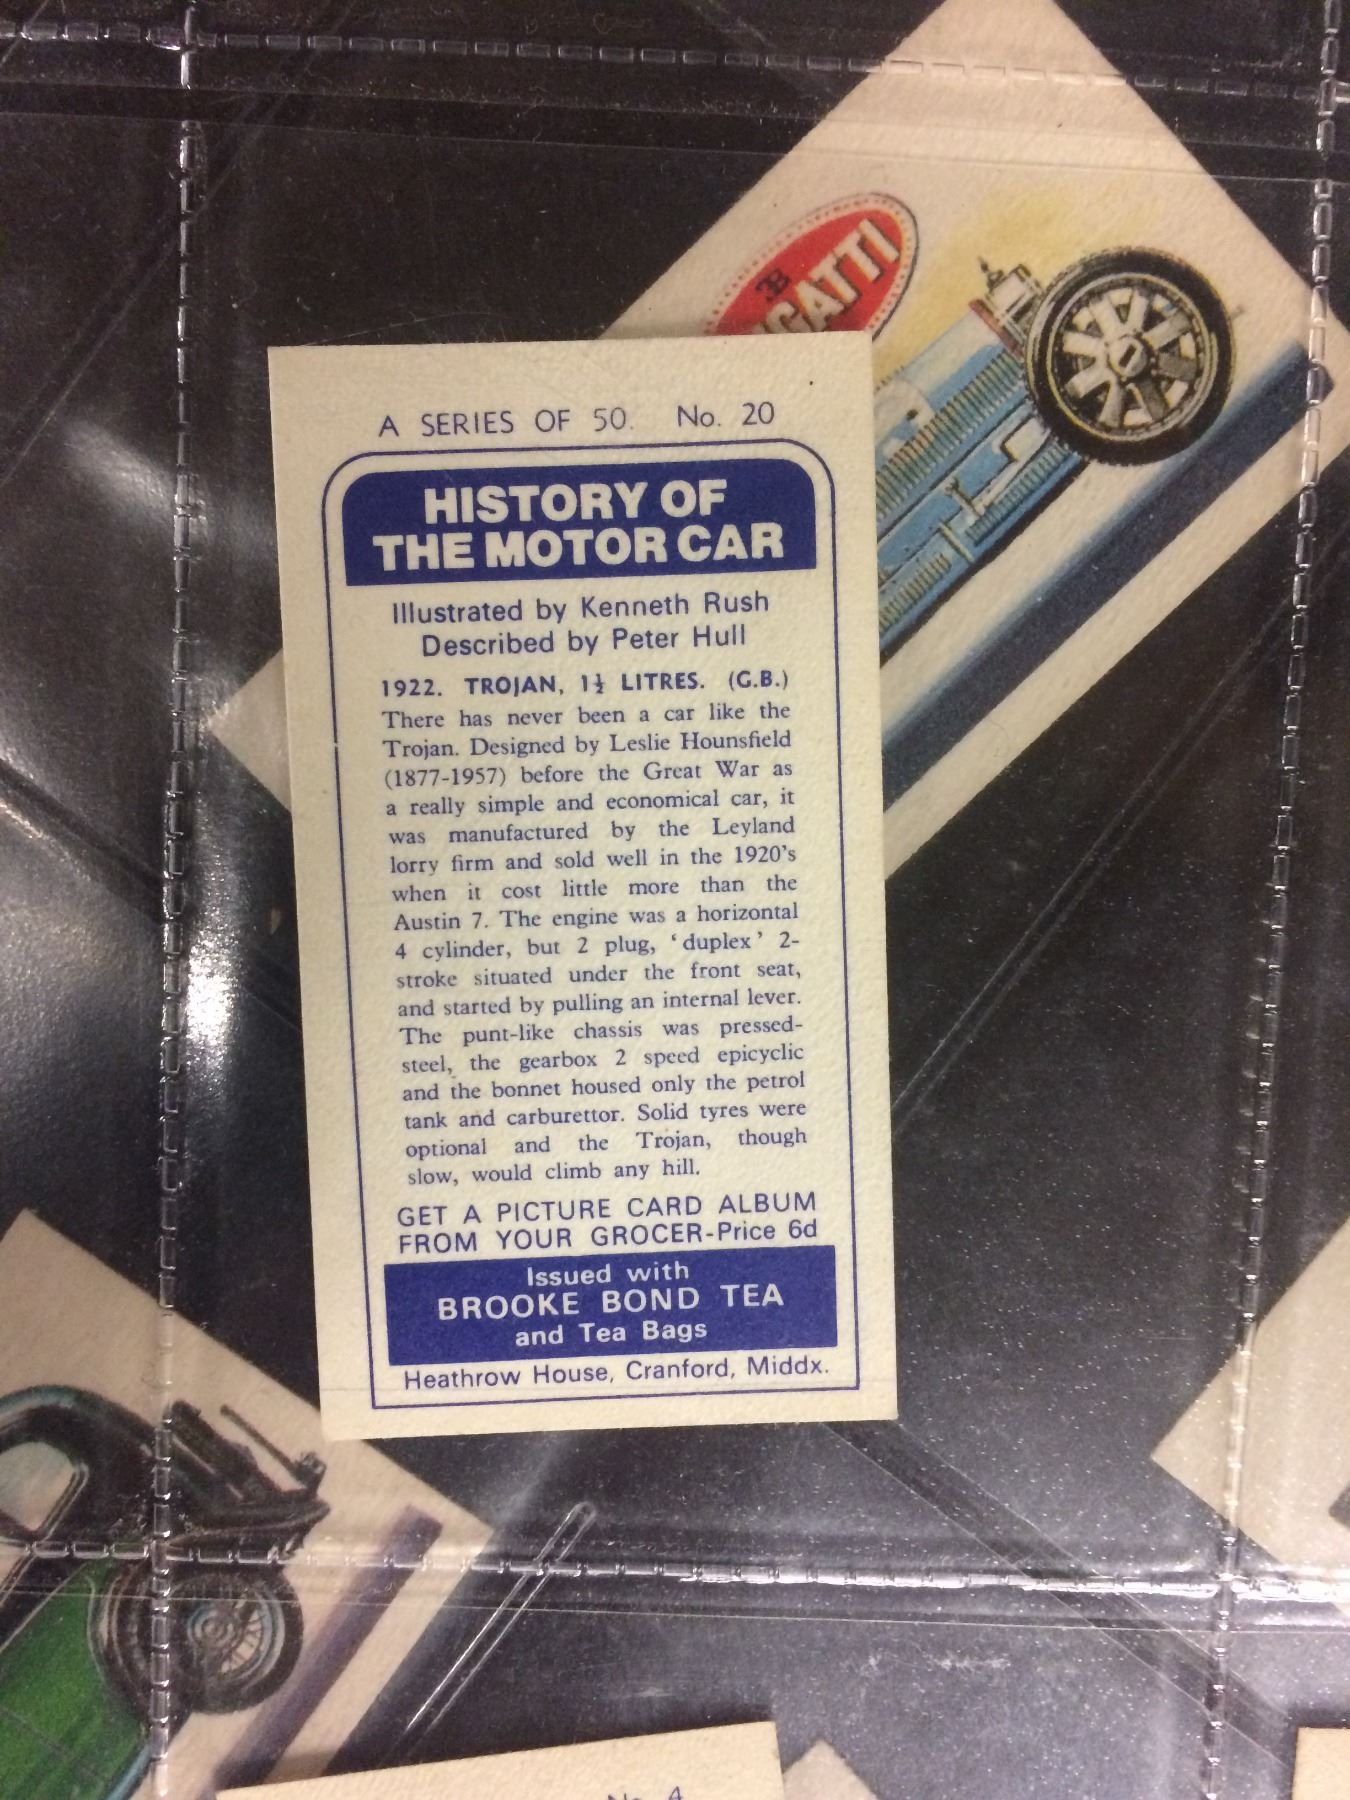 A SERIES OF 50. No. 20
HISTORY OF
THE MOTOR CAR
Illustrated by Kenneth Rush
Described by Peter Hull
1922. TROJAN, 1½ LITRES. (G.B.)
There has never been a car like the
Trojan. Designed by Leslie Hounsfield
(1877-1957) before the Great War as
a really simple and economical car, it
was manufactured by the Leyland
lorry firm and sold well in the 1920's
when it cost little more than the
Austin 7. The engine was a horizontal
4 cylinder, but 2 plug, 'duplex' 2-
stroke situated under the front seat,
and started by pulling an internal lever.
The punt-like chassis was pressed-
steel, the gearbox 2 speed epicyclic
and the bonnet housed only the petrol
tank and carburettor. Solid tyres were
optional and the Trojan, though
slow, would climb any hill.
GET A PICTURE CARD ALBUM
FROM YOUR GROCER-Price 6d
Issued with
BROOKE BOND TEA
and Tea Bags
Heathrow House, Cranford, Middx.
No. 4